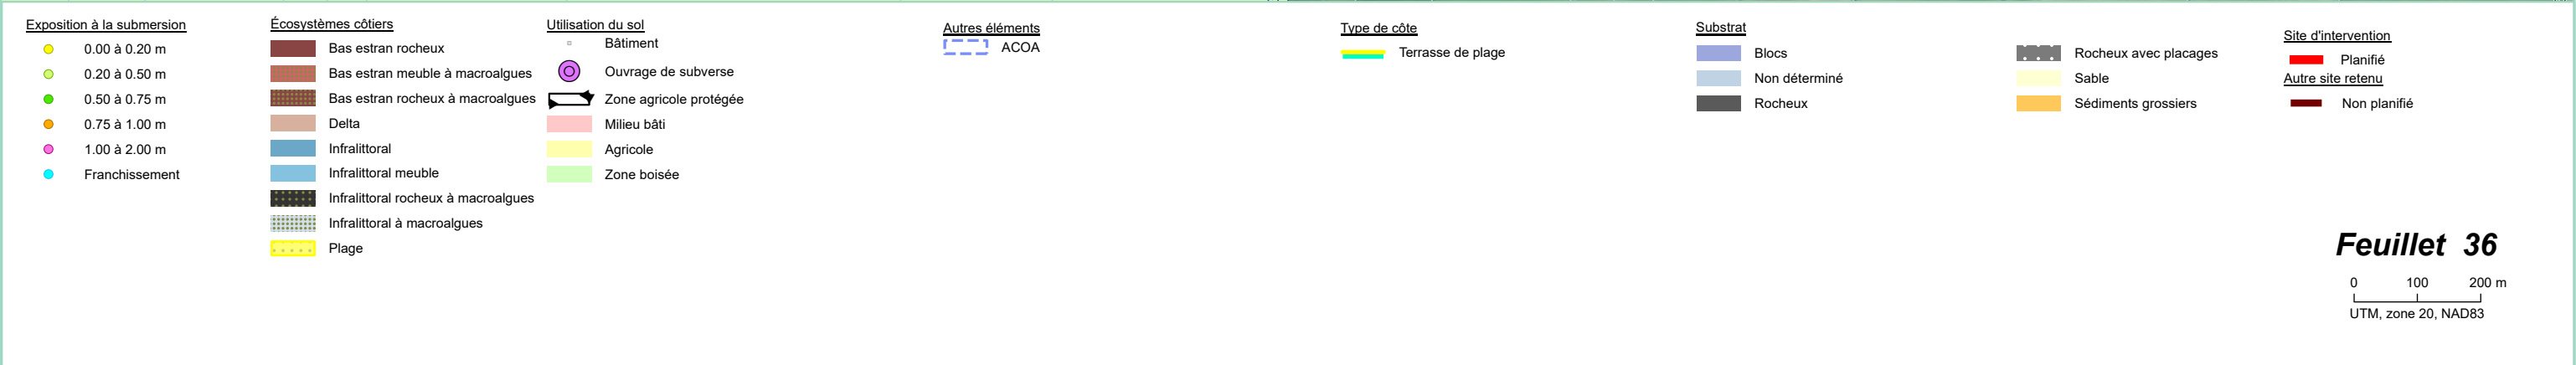 Exposition à la submersion
0.00 à 0.20 m
0.20 à 0.50 m
0.50 à 0.75 m
0.75 à 1.00 m
1.00 à 2.00 m
Franchissement
Écosystèmes côtiers
Bas estran rocheux
Bas estran meuble à macroalgues
Bas estran rocheux à macroalgues
Delta
Infralittoral
Infralittoral meuble
Infralittoral rocheux à macroalgues
Infralittoral à macroalgues
Plage
Utilisation du sol
Bâtiment
Ouvrage de subverse
Zone agricole protégée
Milieu bâti
Agricole
Zone boisée
Autres éléments
ACOA
Type de côte
Terrasse de plage
Substrat
Blocs
Non déterminé
Rocheux
Rocheux avec placages
Sable
Sédiments grossiers
Site d'intervention
Planifié
Autre site retenu
Non planifié
Feuillet 36
0 100 200 m
UTM, zone 20, NAD83